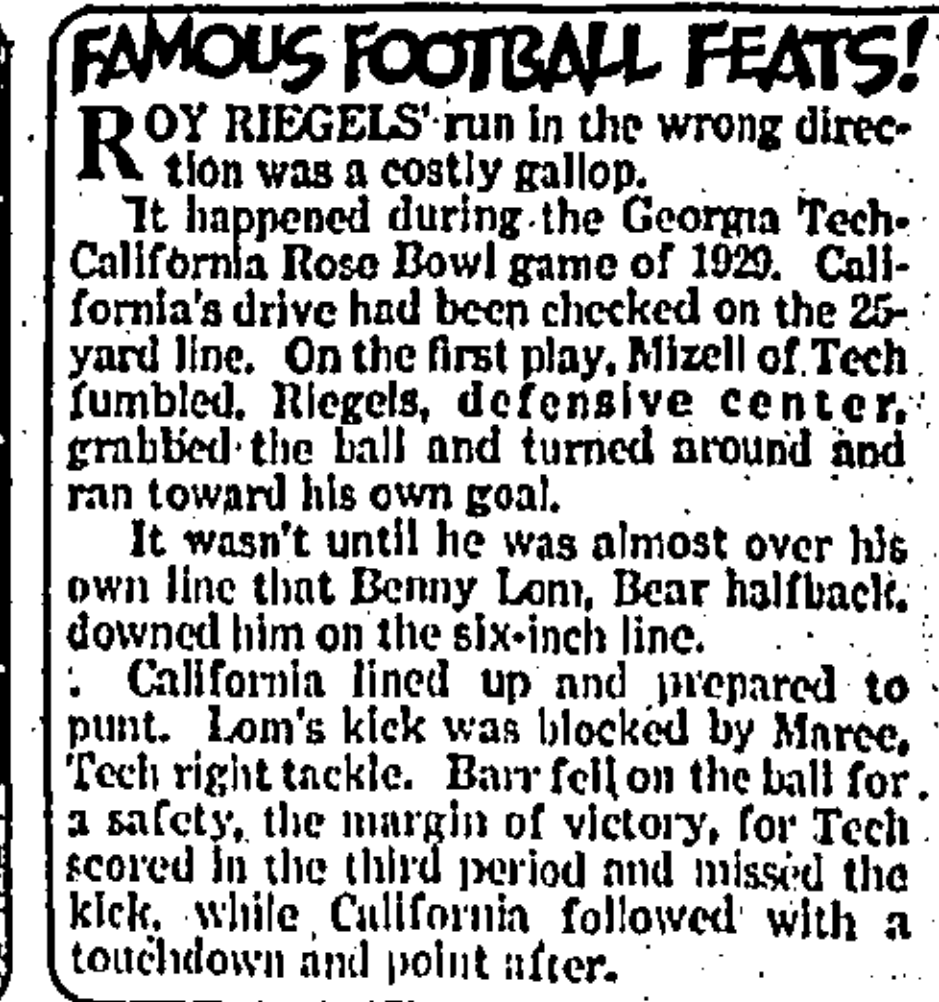 FAMOUS FOOTBALL FEATS!
ROY RIEGELS' run in the wrong direc-
tion was a costly gallop.
It happened during the Georgia Tech-
California Rose Bowl game of 1929. Cali-
fornia's drive had been checked on the 25-
yard line. On the first play, Mizell of Tech
fumbled. Riegels, defensive center,
grabbed the ball and turned around and
ran toward his own goal.
It wasn't until he was almost over his
own line that Benny Lom, Bear halfback,
downed him on the six-inch line.
California lined up and prepared to
punt. Lom's kick was blocked by Maree,
Tech right tackle. Barr fell on the ball for
a safety, the margin of victory, for Tech
scored in the third period and missed the
kick, while California followed with a
touchdown and point after.